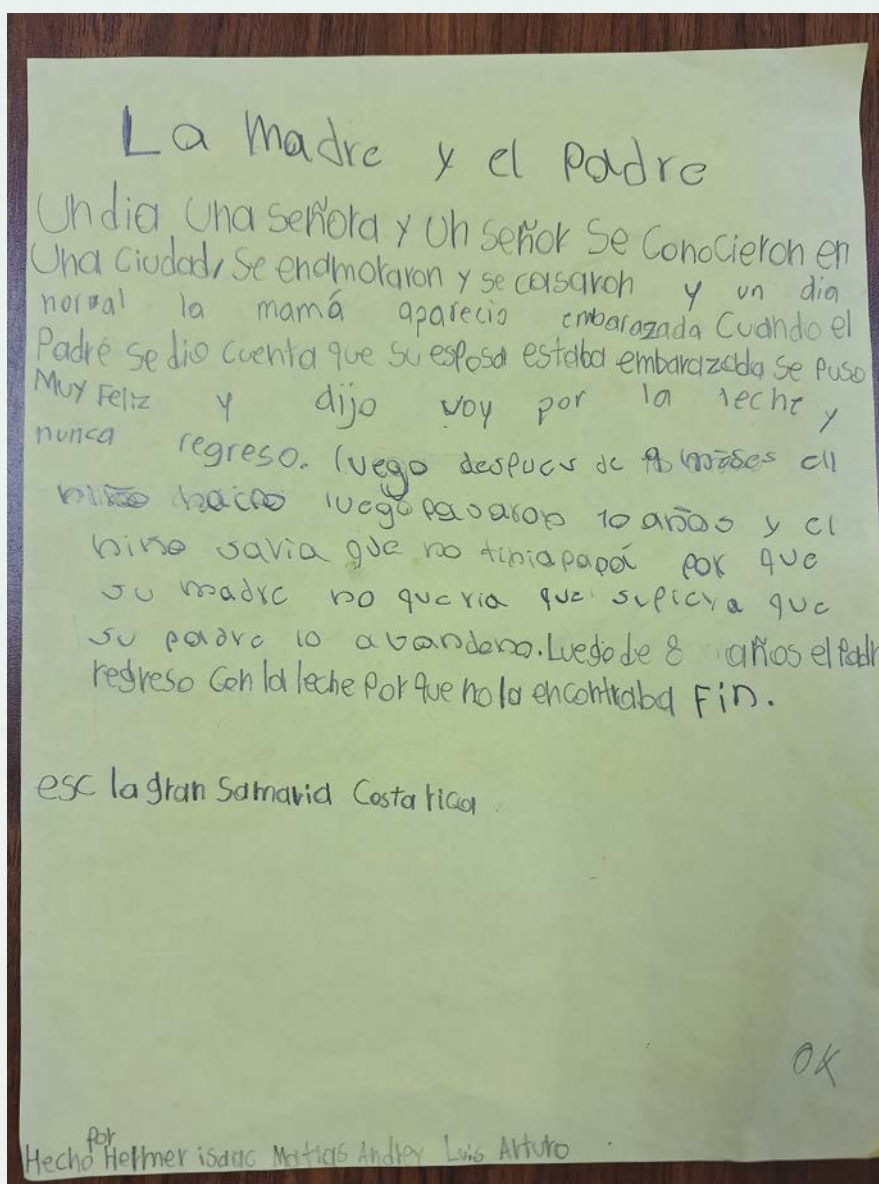 La Madre y el Padre
Un dia una señora y un señor se conocieron en
una ciudad, se enamoraron y se casaron y un dia
normal la mamá aparecio embarazada Cuando el
Padre se dio cuenta que su esposa estaba embarazada se puso
Muy Feliz y dijo voy por la leche y
nunca regreso. luego despues de meses el
niño nacio luego pasaron 10 años y el
niño savia que no tinia papá por que
su madre no queria que supiera que
su padre lo abandono. Luego de 8 años el Padr
regreso con la leche Por que no la encontraba Fin.
esc la gran Samaria Costa rica
OK
por
Hecho Hellmer isaac Matias Andrey Luis Arturo